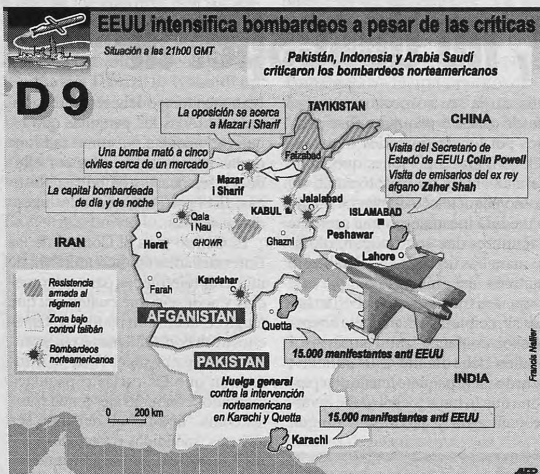 EEUU intensifica bombardeos a pesar de las críticas
Situación a las 21h00 GMT
Pakistán, Indonesia y Arabia Saudí
criticaron los bombardeos norteamericanos
D 9
La oposición se acerca
a Mazar i Sharif
TAYIKISTAN
CHINA
Una bomba mató a cinco
civiles cerca de un mercado
Faizabad
Visita del Secretario de
Estado de EEUU Colin Powell
Visita de emisarios del ex rey
afgano Zaher Shah
Mazar
i Sharif
La capital bombardeada
de día y de noche
Jalalabad
KABUL
ISLAMABAD
Qala
i Nau
Peshawar
IRAN
Herat
GHOWR
Ghazni
Lahore
Resistencia
armada al
régimen
Farah
Kandahar
Zona bajo
control talibán
AFGANISTAN
Quetta
Bombardeos
norteamericanos
15.000 manifestantes anti EEUU
PAKISTAN
INDIA
Huelga general
contra la intervención
norteamericana
en Karachi y Quetta
0 200 km
15.000 manifestantes anti EEUU
Karachi
Francis Nallier
AFP